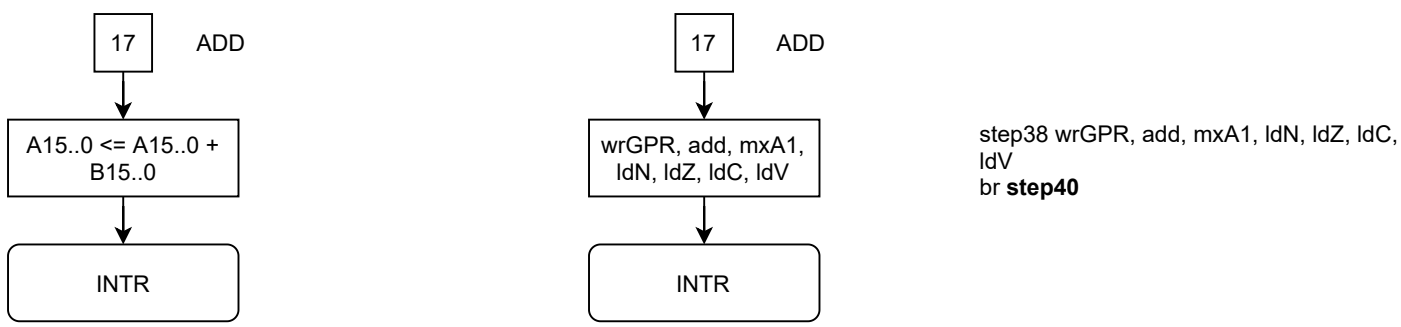 17
ADD
A15..0 <= A15..0 +
B15..0
INTR
17
ADD
wrGPR, add, mxA1,
ldN, ldZ, ldC, ldV
INTR
step38 wrGPR, add, mxA1, ldN, ldZ, ldC,
ldV
br step40